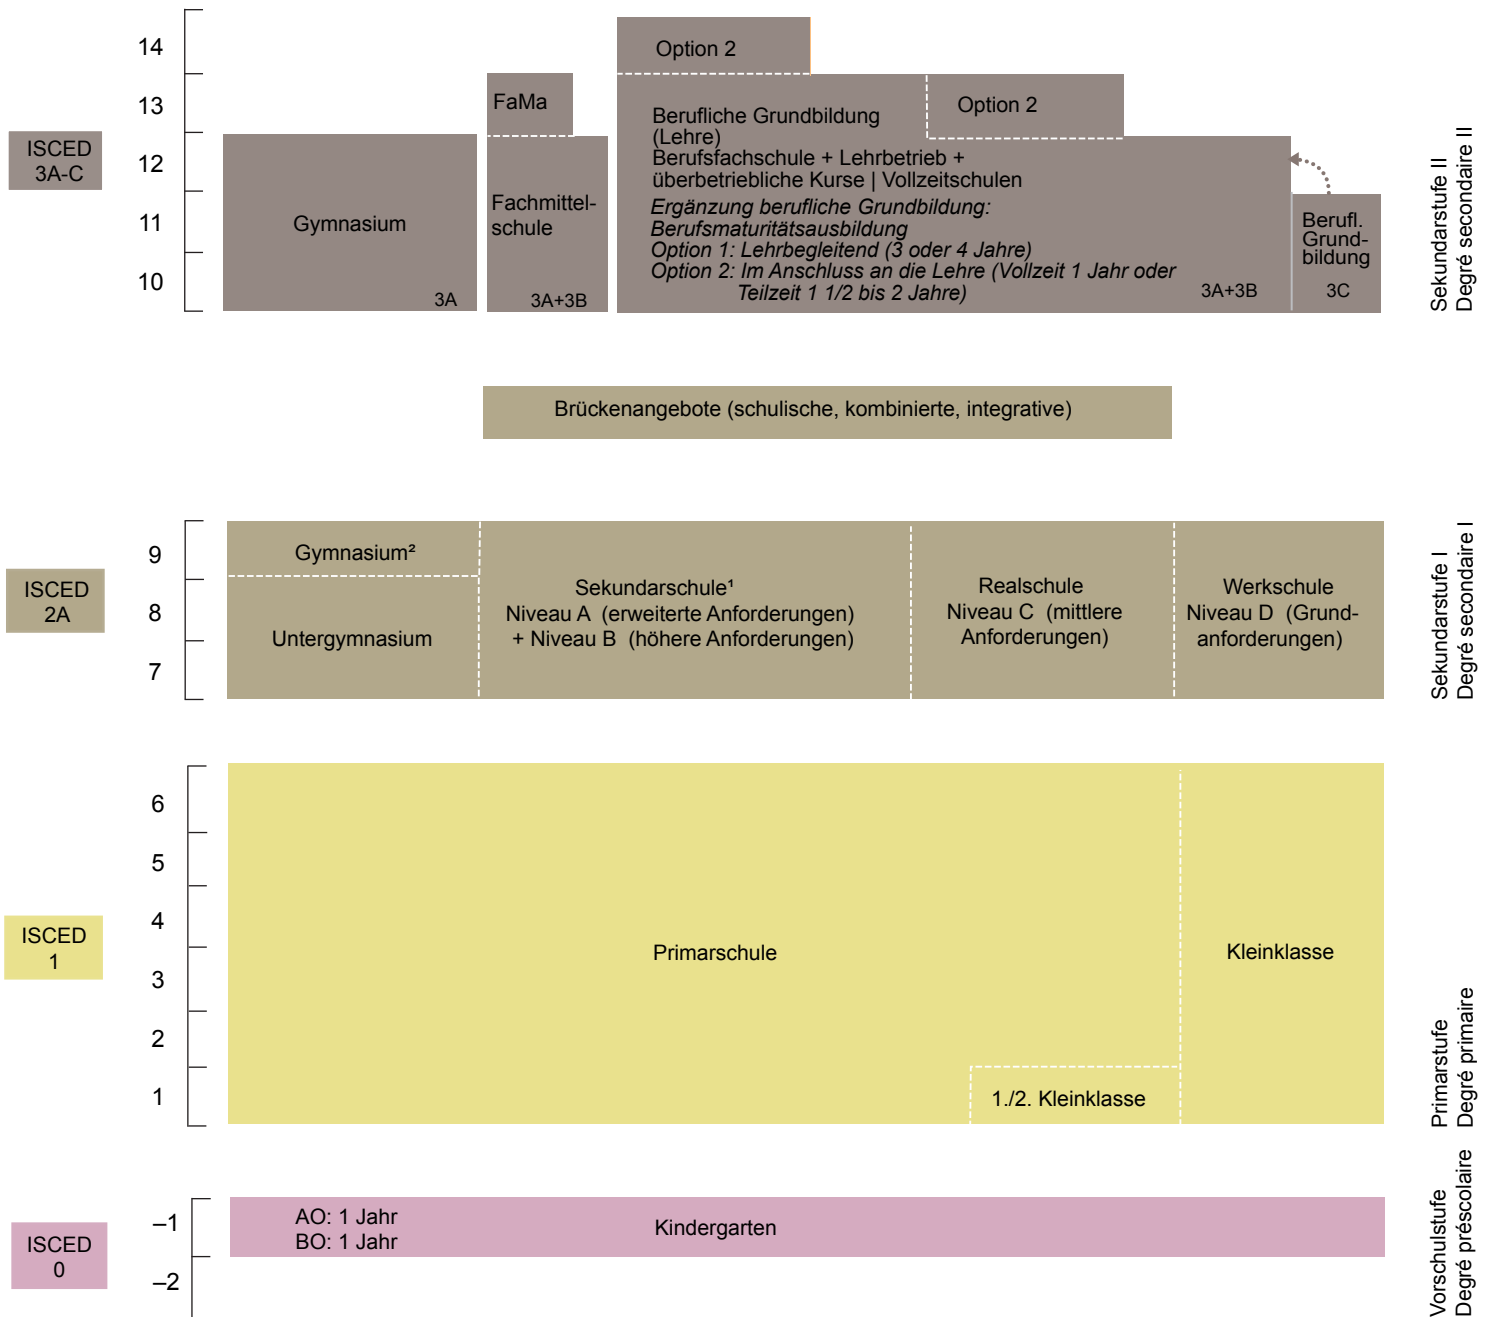 14
Option 2
13
FaMa
Option 2
Berufliche Grundbildung
(Lehre)
Berufsfachschule + Lehrbetrieb +
überbetriebliche Kurse | Vollzeitschulen
Ergänzung berufliche Grundbildung:
Berufsmaturitätsausbildung
Option 1: Lehrbegleitend (3 oder 4 Jahre)
Option 2: Im Anschluss an die Lehre (Vollzeit 1 Jahr oder
Teilzeit 1 1/2 bis 2 Jahre)
3A+3B
ISCED
3A-C
12
11
10
Gymnasium
3A
Fachmittel-
schule
3A+3B
Berufl.
Grund-
bildung
3C
Sekundarstufe II
Degré secondaire II
Brückenangebote (schulische, kombinierte, integrative)
ISCED
2A
9
8
7
Gymnasium²
Untergymnasium
Sekundarschule¹
Niveau A (erweiterte Anforderungen)
+ Niveau B (höhere Anforderungen)
Realschule
Niveau C (mittlere
Anforderungen)
Werkschule
Niveau D (Grund-
anforderungen)
Sekundarstufe I
Degré secondaire I
ISCED
1
6
5
4
3
2
1
Primarschule
Kleinklasse
1./2. Kleinklasse
Primarstufe
Degré primaire
ISCED
0
–1
–2
AO: 1 Jahr
BO: 1 Jahr
Kindergarten
Vorschulstufe
Degré préscolaire